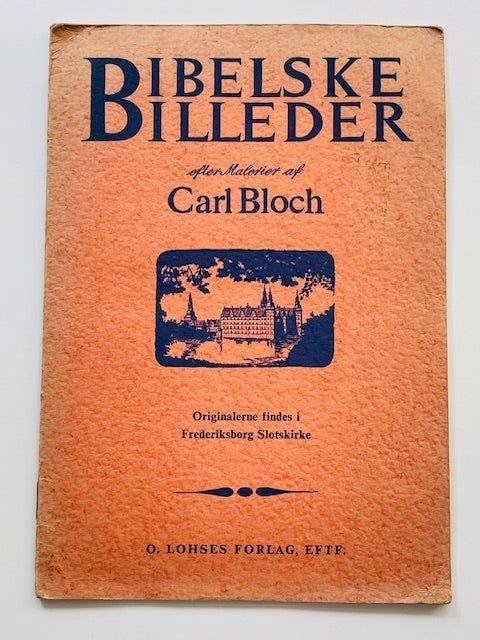 BIBELSKE
BILLEDER
efter Malerier af
Carl Bloch
Originalerne findes i
Frederiksborg Slotskirke
O. LOHSES FORLAG, EFTF.